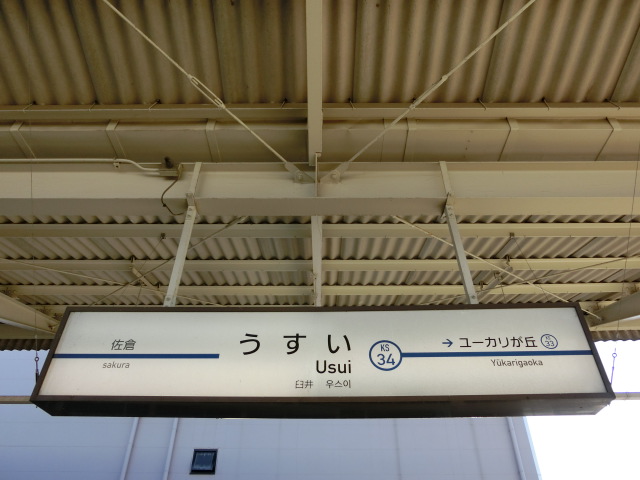 佐倉
sakura
うすい
Usui
臼井 우스이
KS
34
→ ユーカリが丘 KS 33
Yūkarigaoka